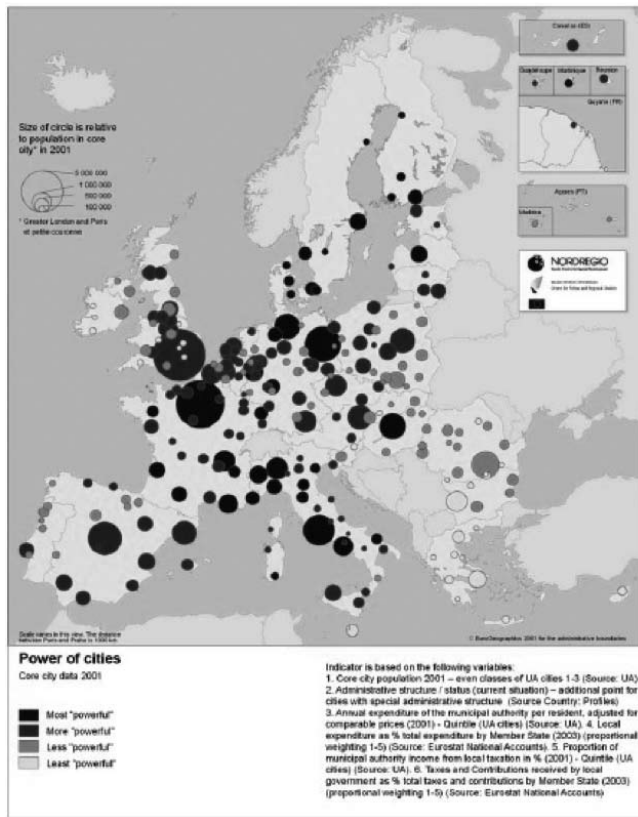 Canarias (ES)
Guadeloupe Martinique Réunion
Guyane (FR)
Açores (PT)
Madeira
NORDREGIO
Size of circle is relative
to population in core
city* in 2001
3 000 000
1 000 000
500 000
100 000
* Greater London and Paris
et petite couronne
© EuroGeographics 2001 for the administrative boundaries
Power of cities
Core city data 2001
Most "powerful"
More "powerful"
Less "powerful"
Least "powerful"
Indicator is based on the following variables:
1. Core city population 2001 – even classes of UA cities 1-3 (Source: UA)
2. Administrative structure / status (current situation) – additional point for
cities with special administrative structure (Source Country: Profiles)
3. Annual expenditure of the municipal authority per resident, adjusted for
comparable prices (2001) - Quintile (UA cities) (Source: UA). 4. Local
expenditure as % total expenditure by Member State (2003) (proportional
weighting 1-5) (Source: Eurostat National Accounts). 5. Proportion of
municipal authority income from local taxation in % (2001) - Quintile (UA
cities) (Source: UA). 6. Taxes and Contributions received by local
government as % total taxes and contributions by Member State (2003)
(proportional weighting 1-5) (Source: Eurostat National Accounts)